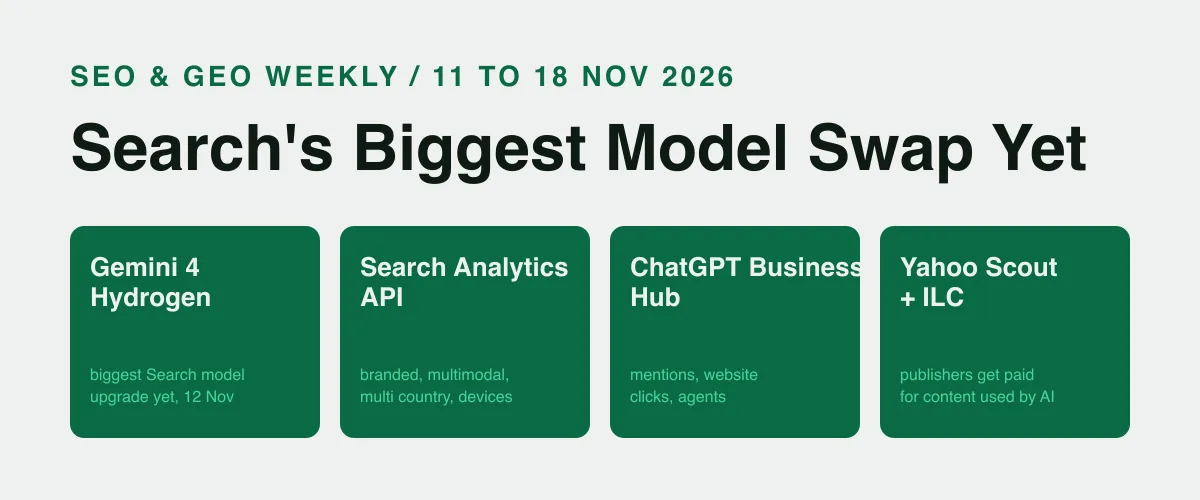 SEO & GEO WEEKLY / 11 TO 18 NOV 2026
Search's Biggest Model Swap Yet
Gemini 4
Hydrogen
biggest Search model
upgrade yet, 12 Nov
Search Analytics
API
branded, multimodal,
multi country, devices
ChatGPT Business
Hub
mentions, website
clicks, agents
Yahoo Scout
+ ILC
publishers get paid
for content used by AI